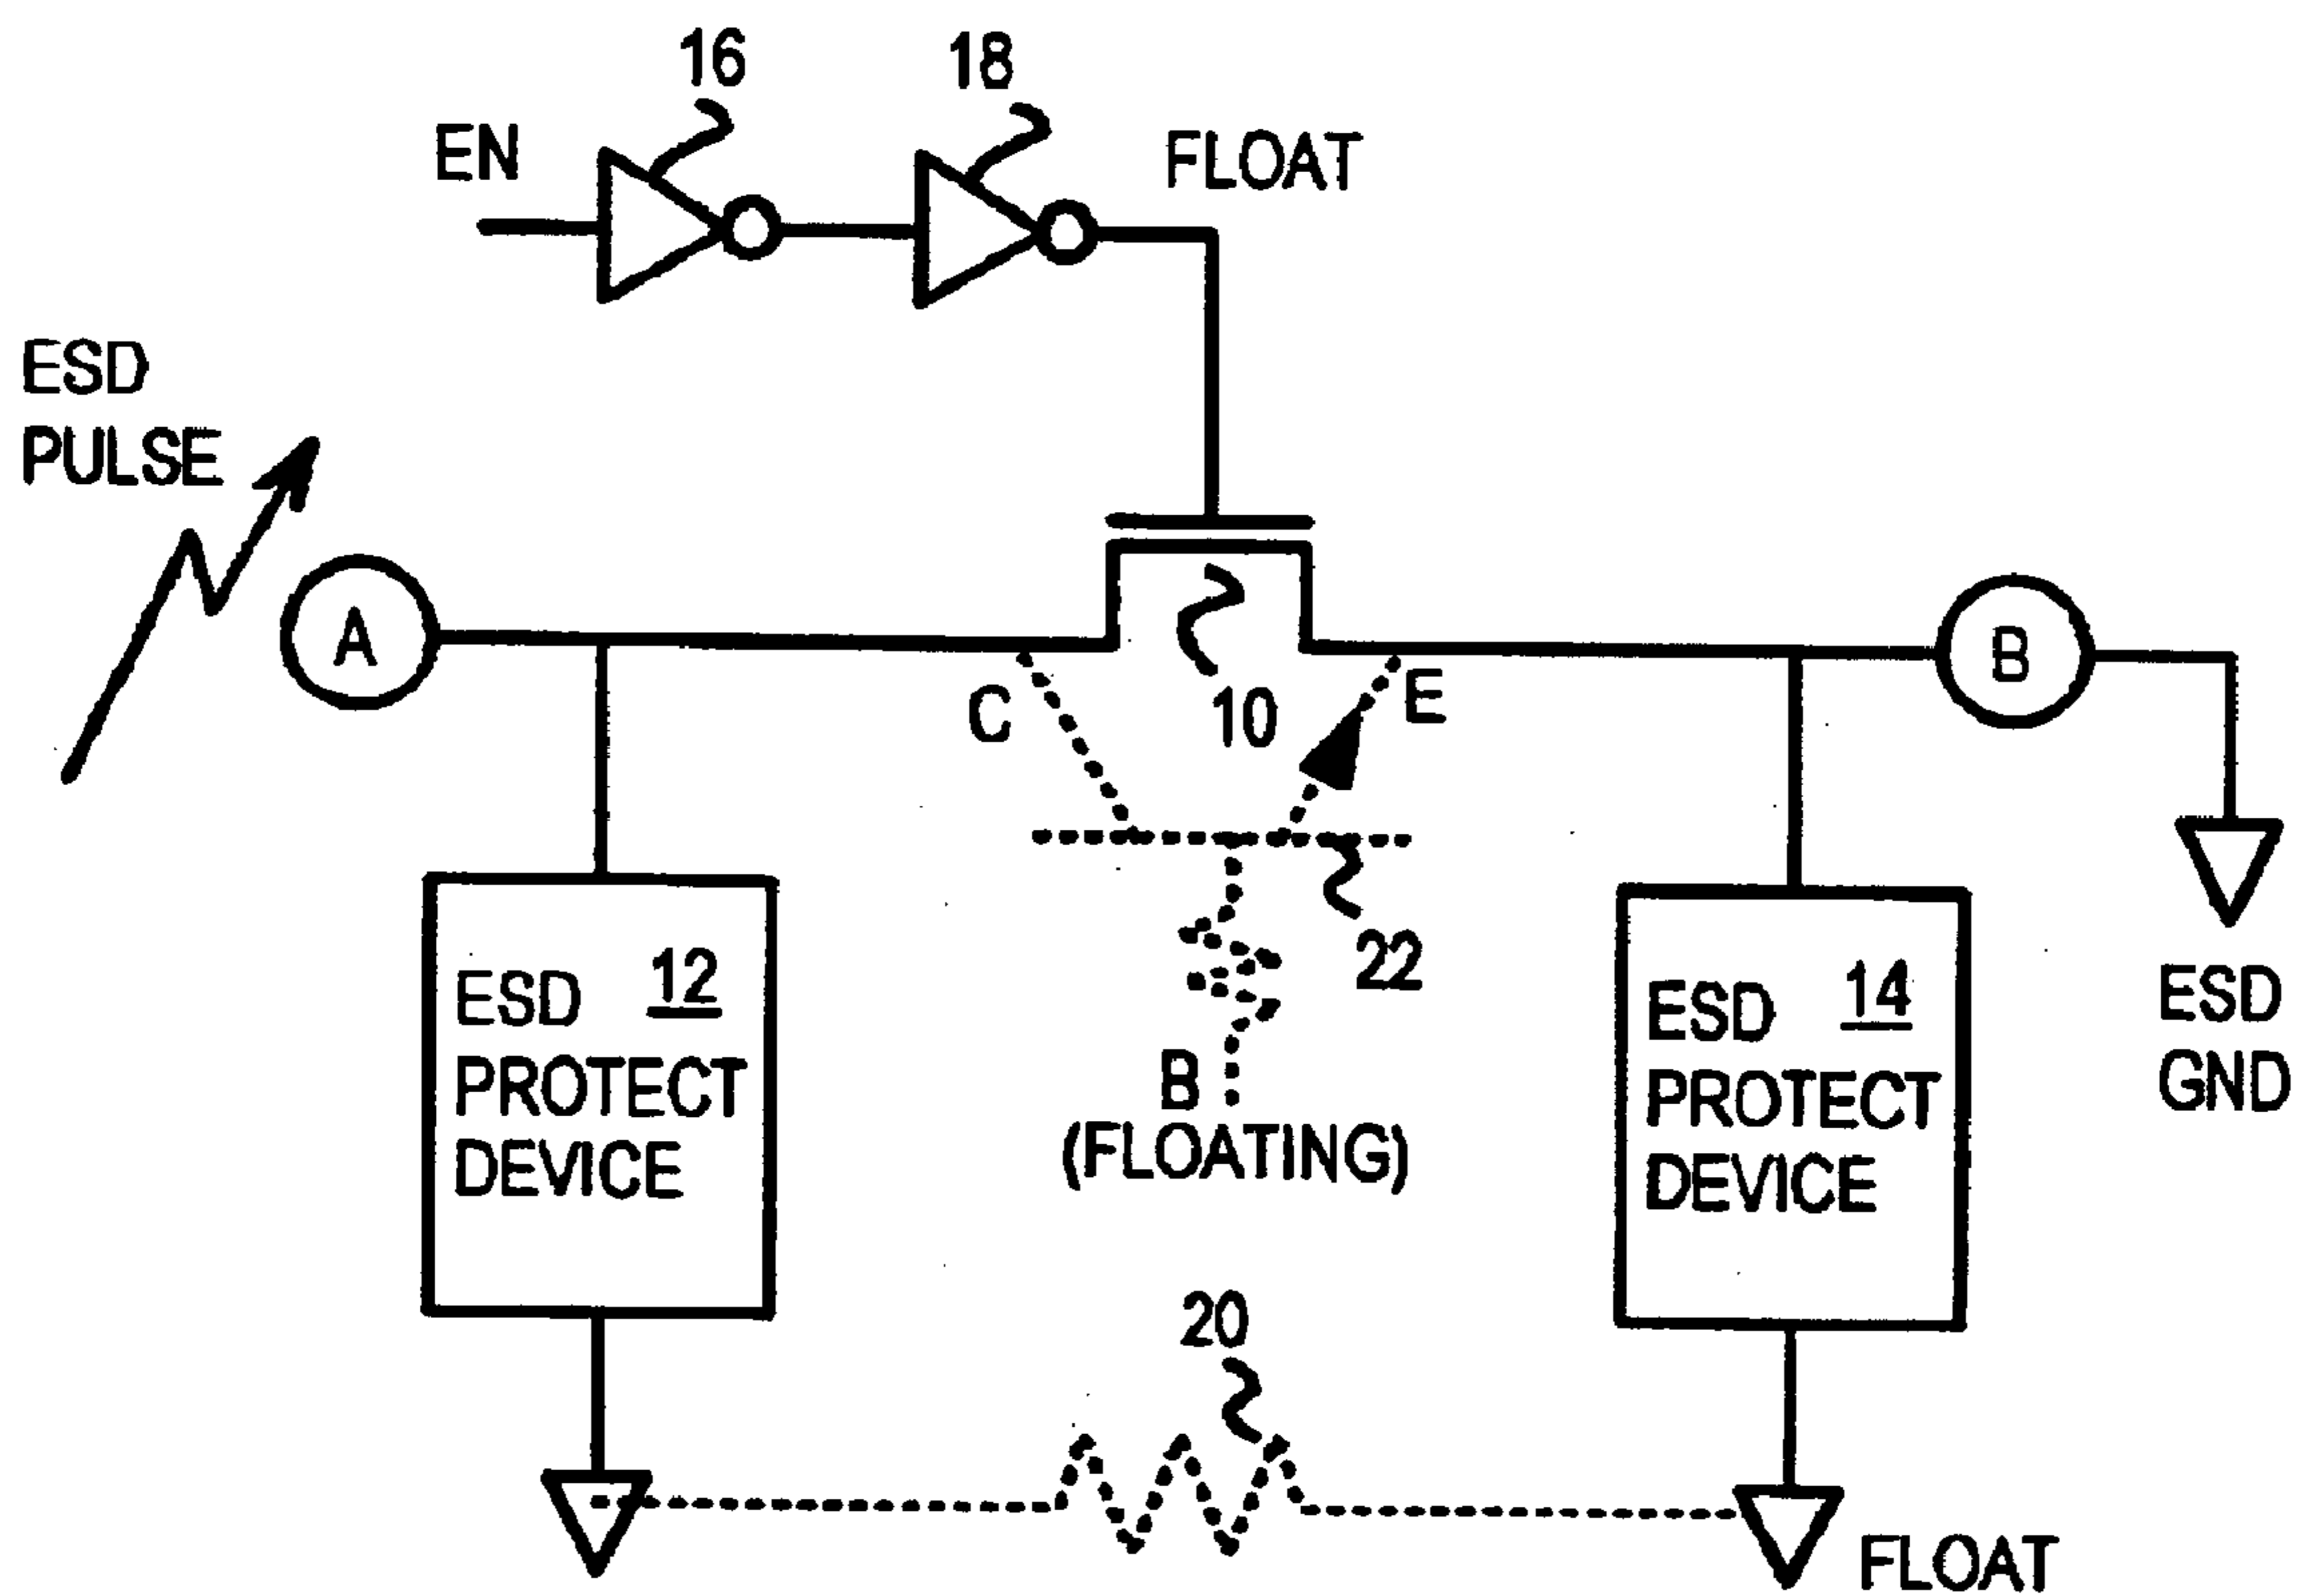 16
18
EN
FLOAT
ESD
PULSE
A
B
C
10
E
22
ESD 12
PROTECT
DEVICE
ESD 14
PROTECT
DEVICE
ESD
GND
B
(FLOATING)
20
FLOAT